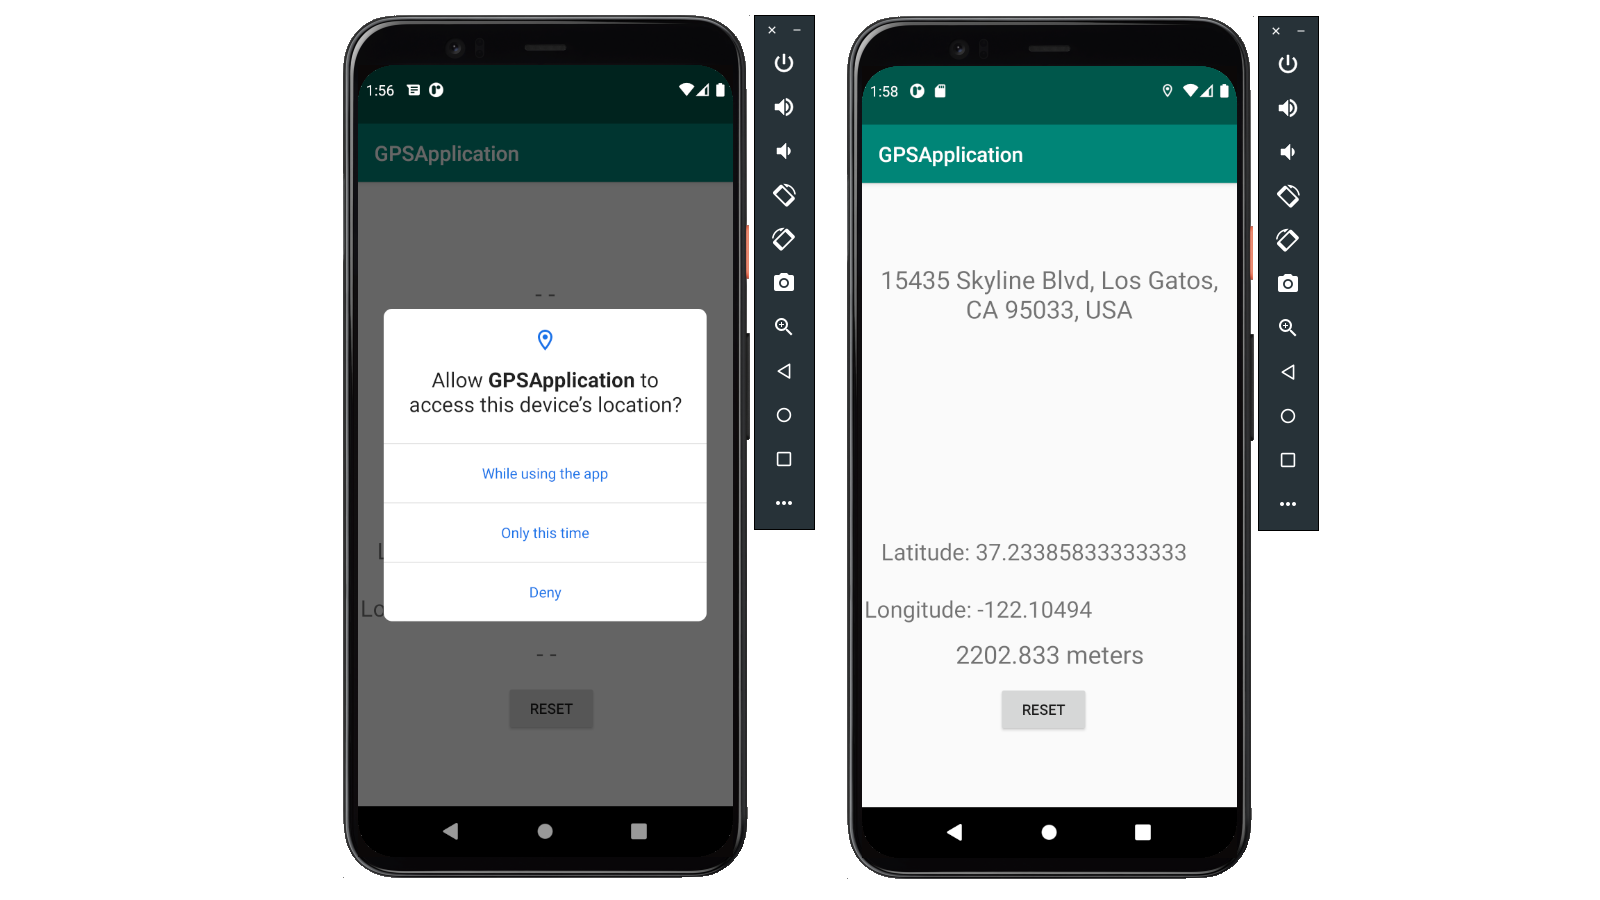 1:56
GPSApplication
--
Allow GPSApplication to
access this device's location?
While using the app
Only this time
L
Deny
Lo
--
RESET
1:58
GPSApplication
15435 Skyline Blvd, Los Gatos,
CA 95033, USA
Latitude: 37.23385833333333
Longitude: -122.10494
2202.833 meters
RESET